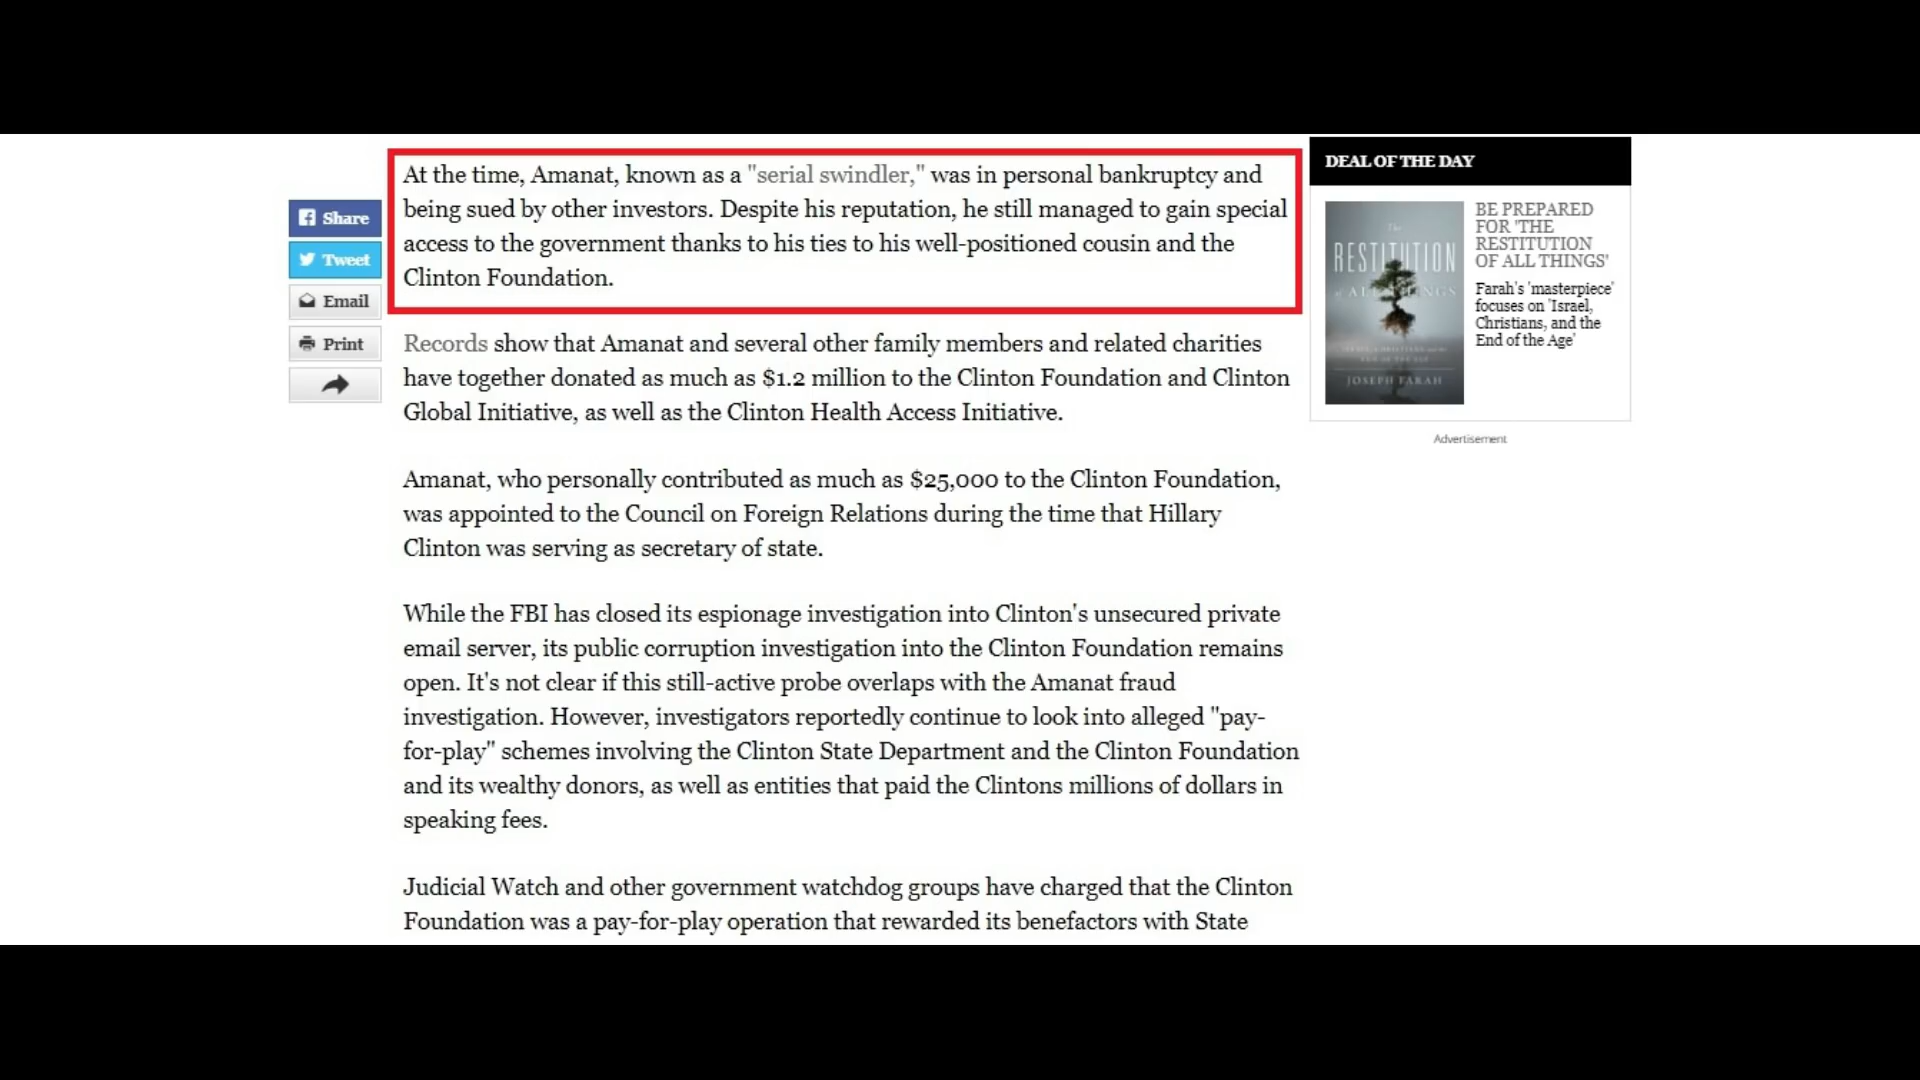 At the time, Amanat, known as a "serial swindler," was in personal bankruptcy and
being sued by other investors. Despite his reputation, he still managed to gain special
access to the government thanks to his ties to his well-positioned cousin and the
Clinton Foundation.
Share
Tweet
Email
Print
Records show that Amanat and several other family members and related charities
have together donated as much as $1.2 million to the Clinton Foundation and Clinton
Global Initiative, as well as the Clinton Health Access Initiative.
Amanat, who personally contributed as much as $25,000 to the Clinton Foundation,
was appointed to the Council on Foreign Relations during the time that Hillary
Clinton was serving as secretary of state.
While the FBI has closed its espionage investigation into Clinton's unsecured private
email server, its public corruption investigation into the Clinton Foundation remains
open. It's not clear if this still-active probe overlaps with the Amanat fraud
investigation. However, investigators reportedly continue to look into alleged "pay-
for-play" schemes involving the Clinton State Department and the Clinton Foundation
and its wealthy donors, as well as entities that paid the Clintons millions of dollars in
speaking fees.
Judicial Watch and other government watchdog groups have charged that the Clinton
Foundation was a pay-for-play operation that rewarded its benefactors with State
DEAL OF THE DAY
The
RESTITUTION
of ALL THINGS
JOSEPH FARAH
BE PREPARED
FOR 'THE
RESTITUTION
OF ALL THINGS'
Farah's 'masterpiece'
focuses on 'Israel,
Christians, and the
End of the Age'
Advertisement